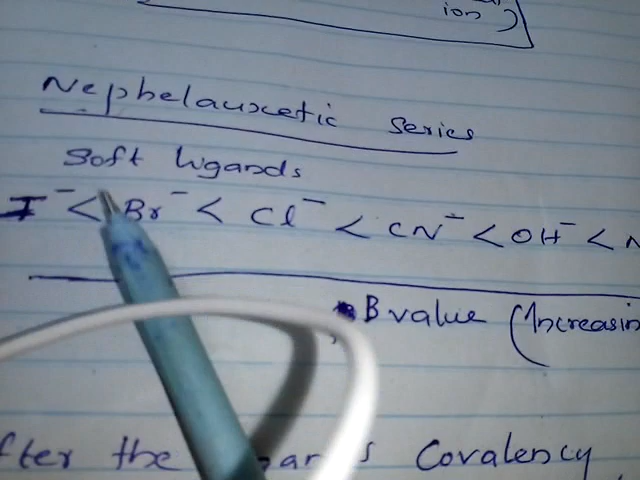 ion)
Nephelauxetic Series
Soft ligands
I⁻ < Br⁻ < Cl⁻ < CN⁻ < OH⁻ < N
B value (Increasin
fter the Covalency